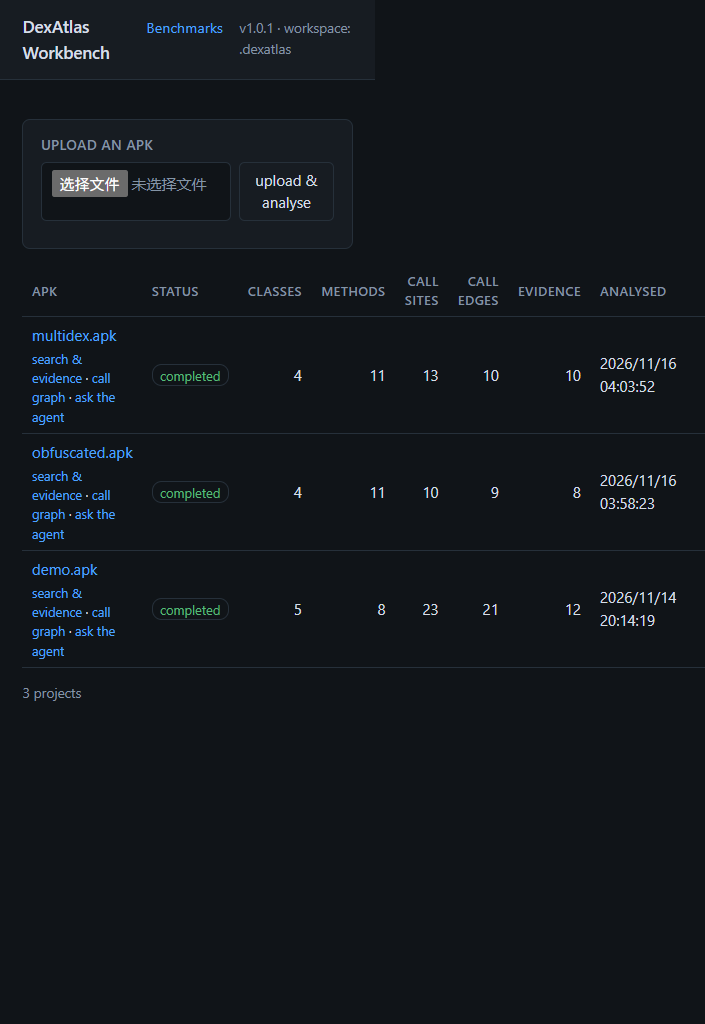 DexAtlas
Workbench
Benchmarks
v1.0.1 · workspace:
.dexatlas
UPLOAD AN APK
选择文件 未选择文件
upload &
analyse
APK STATUS CLASSES METHODS CALL SITES CALL EDGES EVIDENCE ANALYSED
multidex.apk
search &
evidence · call
graph · ask the
agent
completed 4 11 13 10 10 2026/11/16
04:03:52
obfuscated.apk
search &
evidence · call
graph · ask the
agent
completed 4 11 10 9 8 2026/11/16
03:58:23
demo.apk
search &
evidence · call
graph · ask the
agent
completed 5 8 23 21 12 2026/11/14
20:14:19
3 projects